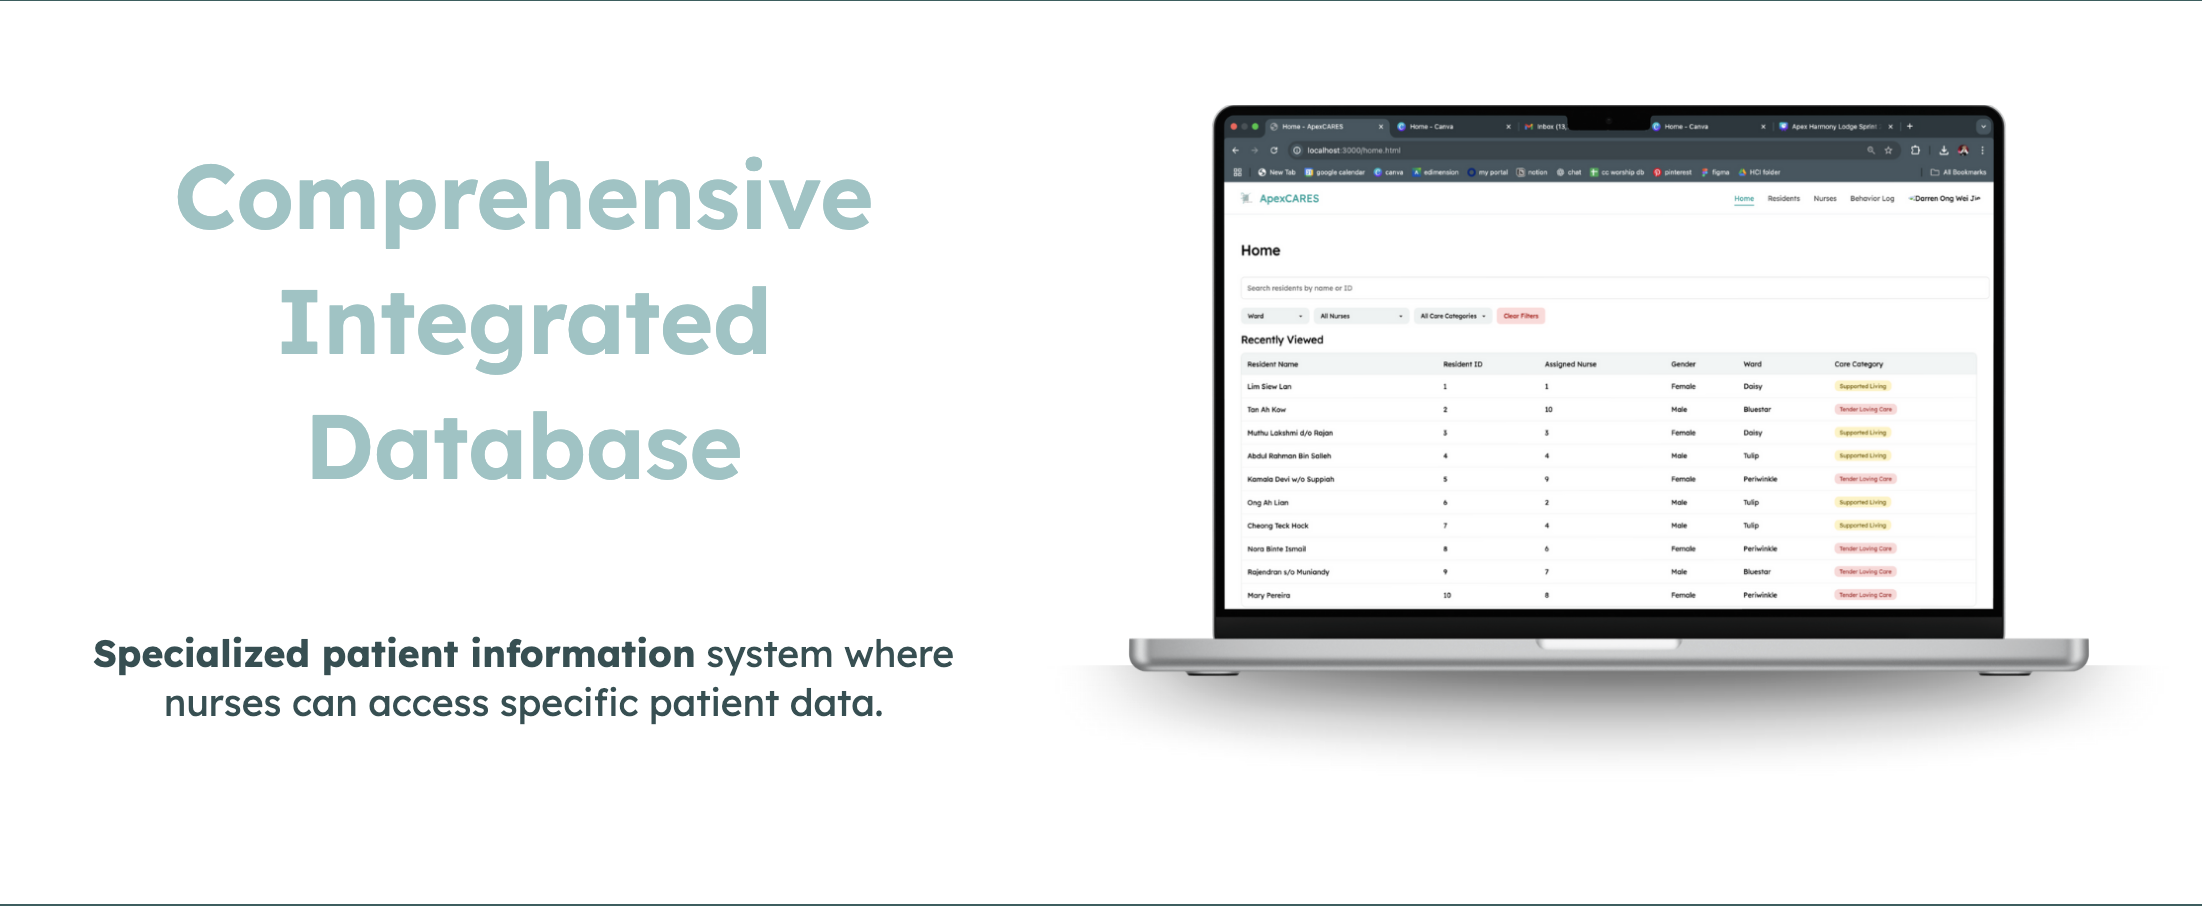 Comprehensive
Integrated
Database
Specialized patient information system where
nurses can access specific patient data.
Home - ApexCARES Home - Canva Inbox (13, Home - Canva Apex Harmony Lodge Sprint
localhost:3000/home.html
New Tab google calendar canva edimension my portal notion chat cc worship db pinterest figma HCI folder All Bookmarks
ApexCARES Home Residents Nurses Behavior Log Darren Ong Wei Jie
Home
Search residents by name or ID
Ward All Nurses All Care Categories Clear Filters
Recently Viewed
Resident Name Resident ID Assigned Nurse Gender Ward Care Category
Lim Siew Lan 1 1 Female Daisy Supported Living
Tan Ah Kow 2 10 Male Bluestar Tender Loving Care
Muthu Lakshmi d/o Rajan 3 3 Female Daisy Supported Living
Abdul Rahman Bin Salleh 4 4 Male Tulip Supported Living
Kamala Devi w/o Suppiah 5 9 Female Periwinkle Tender Loving Care
Ong Ah Lian 6 2 Male Tulip Supported Living
Cheong Teck Hock 7 4 Male Tulip Supported Living
Nora Binte Ismail 8 6 Female Periwinkle Tender Loving Care
Rajendran s/o Muniandy 9 7 Male Bluestar Tender Loving Care
Mary Pereira 10 8 Female Periwinkle Tender Loving Care